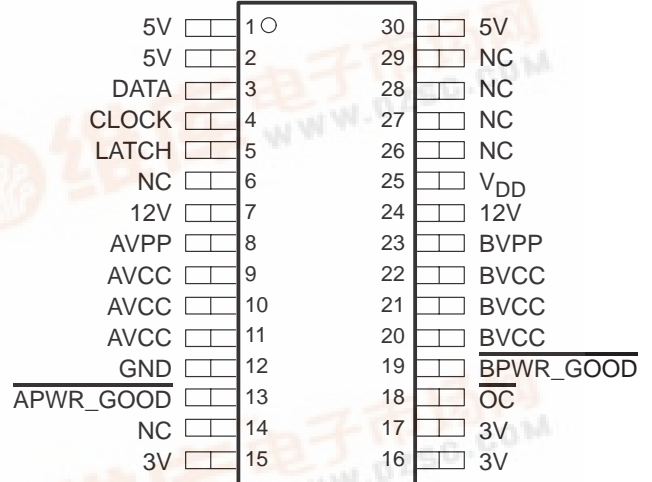 5V 1 30 5V
5V 2 29 NC
DATA 3 28 NC
CLOCK 4 27 NC
LATCH 5 26 NC
NC 6 25 VDD
12V 7 24 12V
AVPP 8 23 BVPP
AVCC 9 22 BVCC
AVCC 10 21 BVCC
AVCC 11 20 BVCC
GND 12 19 BPWR_GOOD
APWR_GOOD 13 18 OC
NC 14 17 3V
3V 15 16 3V